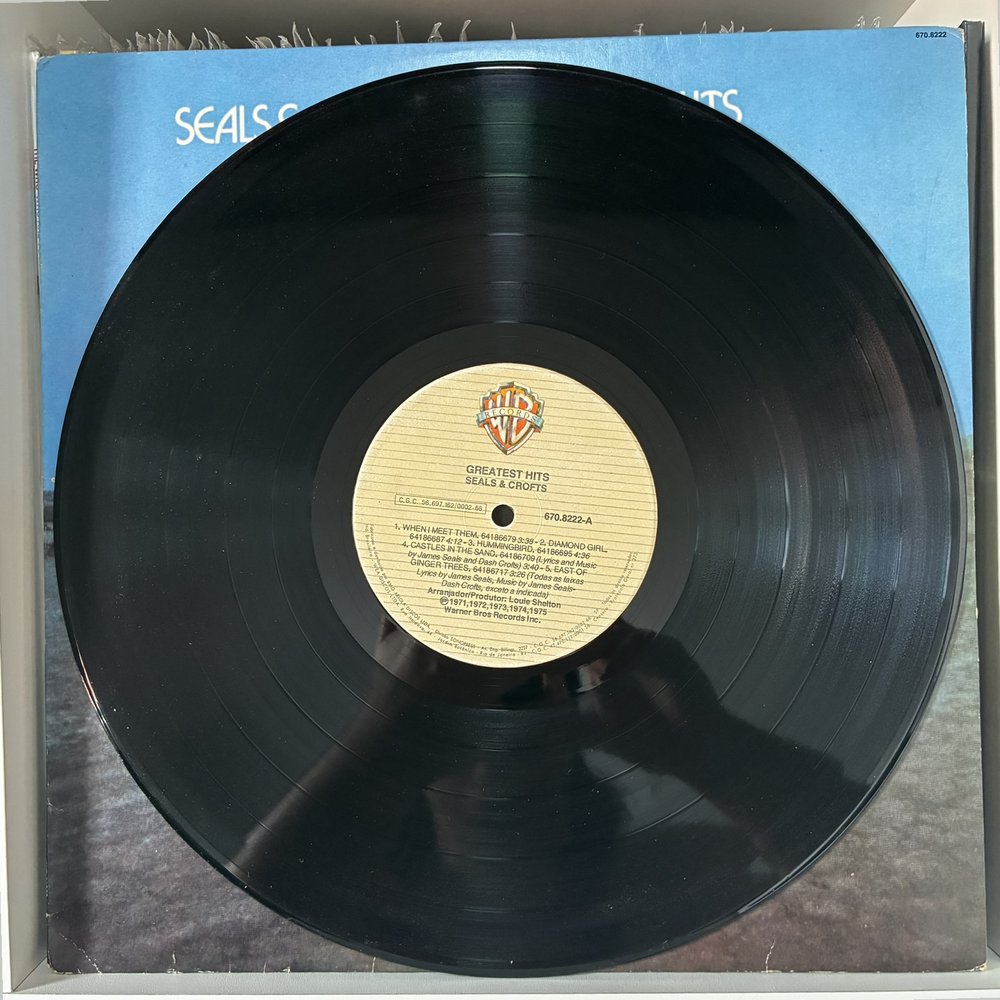 670.8222
SEALS
HITS
RECORDS
GREATEST HITS
SEALS & CROFTS
C.G.C. 56.697.162/0002-66
670.8222-A
1. WHEN I MEET THEM, 64186679 3:38 - 2. DIAMOND GIRL,
64186687 4:12 - 3. HUMMINGBIRD, 64186695 4:36
4. CASTLES IN THE SAND, 64186709 (Lyrics and Music
by James Seals and Dash Crofts) 3:40 - 5. EAST OF
GINGER TREES, 64186717 3:26 (Todas as faixas
Lyrics by James Seals, Music by James Seals-
Dash Crofts, exceto a indicada)
Arranjador/Produtor: Louie Shelton
℗1971,1972,1973,1974,1975
Warner Bros Records Inc.